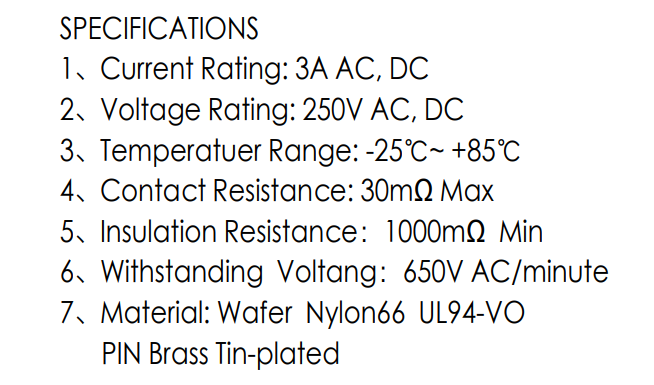 SPECIFICATIONS
1、Current Rating: 3A AC, DC
2、Voltage Rating: 250V AC, DC
3、Temperatuer Range: -25℃~ +85℃
4、Contact Resistance: 30mΩ Max
5、Insulation Resistance：1000mΩ Min
6、Withstanding Voltang：650V AC/minute
7、Material: Wafer Nylon66 UL94-VO
PIN Brass Tin-plated